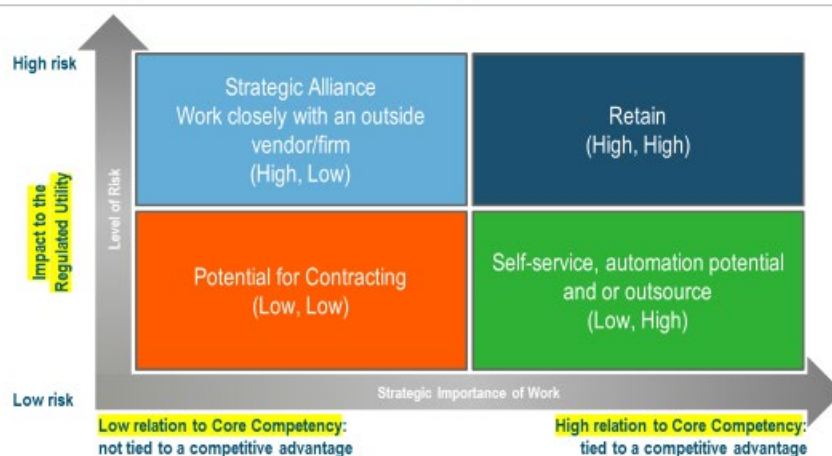 High risk
Strategic Alliance
Work closely with an outside
vendor/firm
(High, Low)
Retain
(High, High)
Impact to the
Regulated Utility
Level of Risk
Potential for Contracting
(Low, Low)
Self-service, automation potential
and or outsource
(Low, High)
Low risk
Strategic Importance of Work
Low relation to Core Competency:
not tied to a competitive advantage
High relation to Core Competency:
tied to a competitive advantage